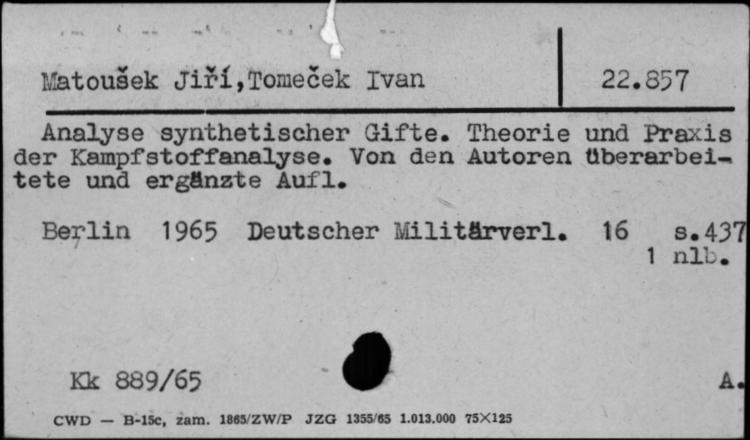 Matoušek Jiří,Tomeček Ivan 22.857
Analyse synthetischer Gifte. Theorie und Praxis
der Kampfstoffanalyse. Von den Autoren überarbei-
tete und ergänzte Aufl.
Berlin 1965 Deutscher Militärverl. 16 s.437
1 nlb.
Kk 889/65 A.
CWD — B-15c, zam. 1865/ZW/P JZG 1355/65 1.013.000 75×125